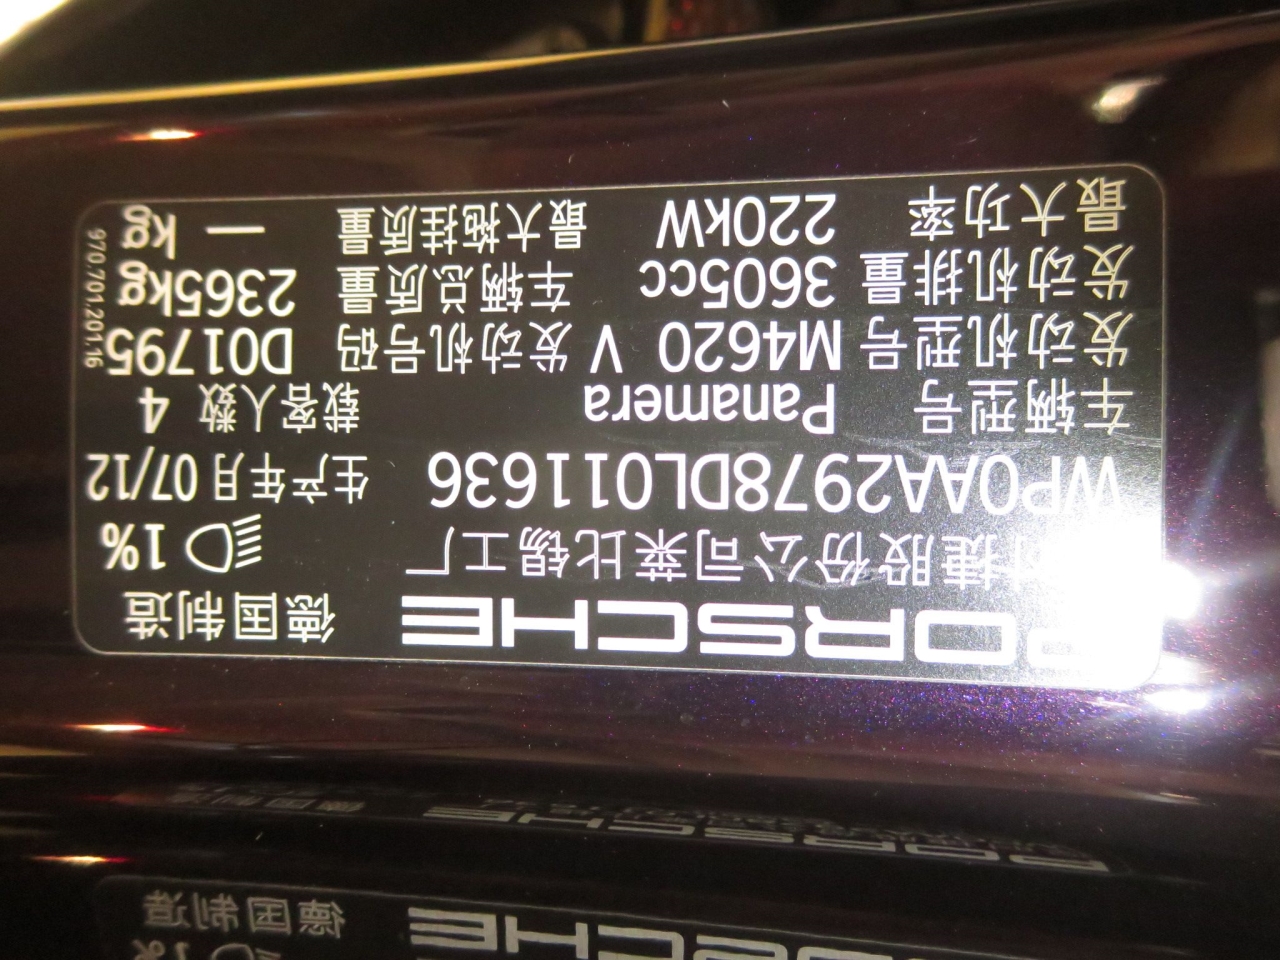 PORSCHE 德国制造
捷股份公司莱比锡工厂 1%
WP0AA2978DL011636 生产年月 07/12
车辆型号 Panamera 载客人数 4
发动机型号 M4620 V 发动机号码 D01795
发动机排量 3605cc 车辆总质量 2365kg
最大功率 220kW 最大拖挂质量 — kg
970.701.201.16